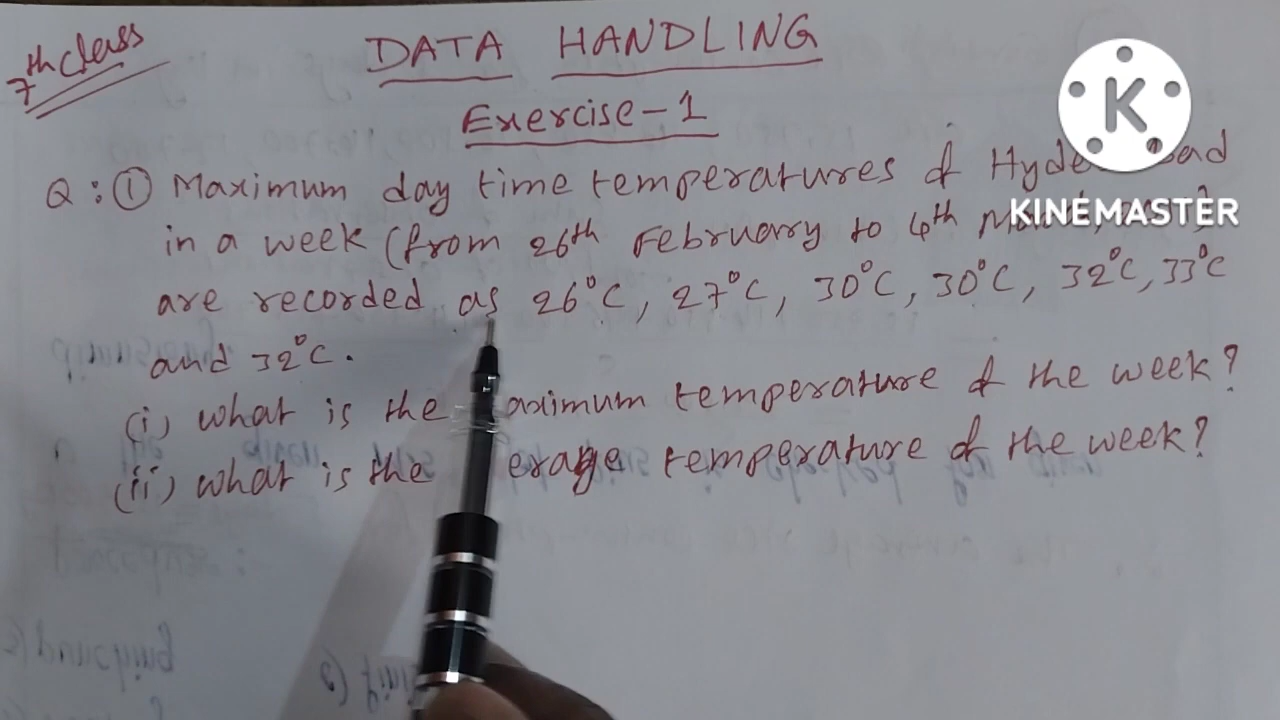 7th class
DATA HANDLING
Exercise-1
Q:① Maximum day time temperatures of
in a week (from 26th February to 4th
are recorded as 26°C, 27°C, 30°C, 30°C, 32°C, 33°C
and 32°C.
(i) what is the aximum temperature of the week?
(ii) what is the erage temperature of the week?
K
KINEMASTER